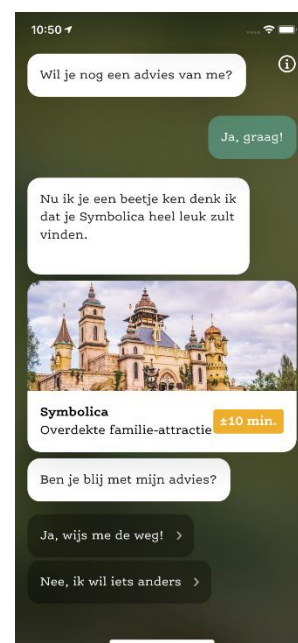 10:50
Wil je nog een advies van me?
Ja, graag!
Nu ik je een beetje ken denk ik
dat je Symbolica heel leuk zult
vinden.
Symbolica
Overdekte familie-attractie
±10 min.
Ben je blij met mijn advies?
Ja, wijs me de weg!
Nee, ik wil iets anders